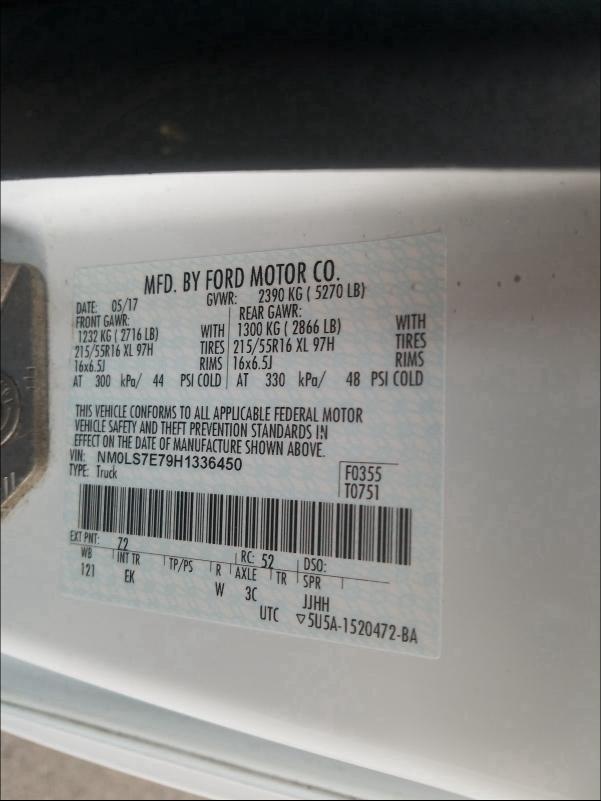 MFD. BY FORD MOTOR CO.
DATE: 05/17
GVWR: 2390 KG ( 5270 LB)
FRONT GAWR:
1232 KG ( 2716 LB) WITH
215/55R16 XL 97H TIRES
16x6.5J RIMS
AT 300 kPa/ 44 PSI COLD
REAR GAWR:
1300 KG ( 2866 LB) WITH
215/55R16 XL 97H TIRES
16x6.5J RIMS
AT 330 kPa/ 48 PSI COLD
THIS VEHICLE CONFORMS TO ALL APPLICABLE FEDERAL MOTOR
VEHICLE SAFETY AND THEFT PREVENTION STANDARDS IN
EFFECT ON THE DATE OF MANUFACTURE SHOWN ABOVE.
VIN: NM0LS7E79H1336450
TYPE: Truck
F0355
T0751
EXT PNT: 72 RC: 52 DSO:
WB INT TR TP/PS R AXLE TR SPR
121 EK W 3C JJHH
UTC ▽5U5A-1520472-BA